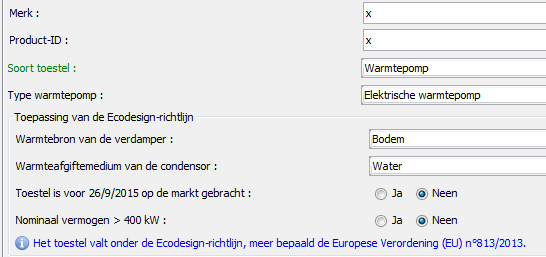 Merk : x
Product-ID : x
Soort toestel : Warmtepomp
Type warmtepomp : Elektrische warmtepomp
Toepassing van de Ecodesign-richtlijn
Warmtebron van de verdamper : Bodem
Warmteafgiftemedium van de condensor : Water
Toestel is voor 26/9/2015 op de markt gebracht : Ja Neen
Nominaal vermogen > 400 kW : Ja Neen
Het toestel valt onder de Ecodesign-richtlijn, meer bepaald de Europese Verordening (EU) n°813/2013.